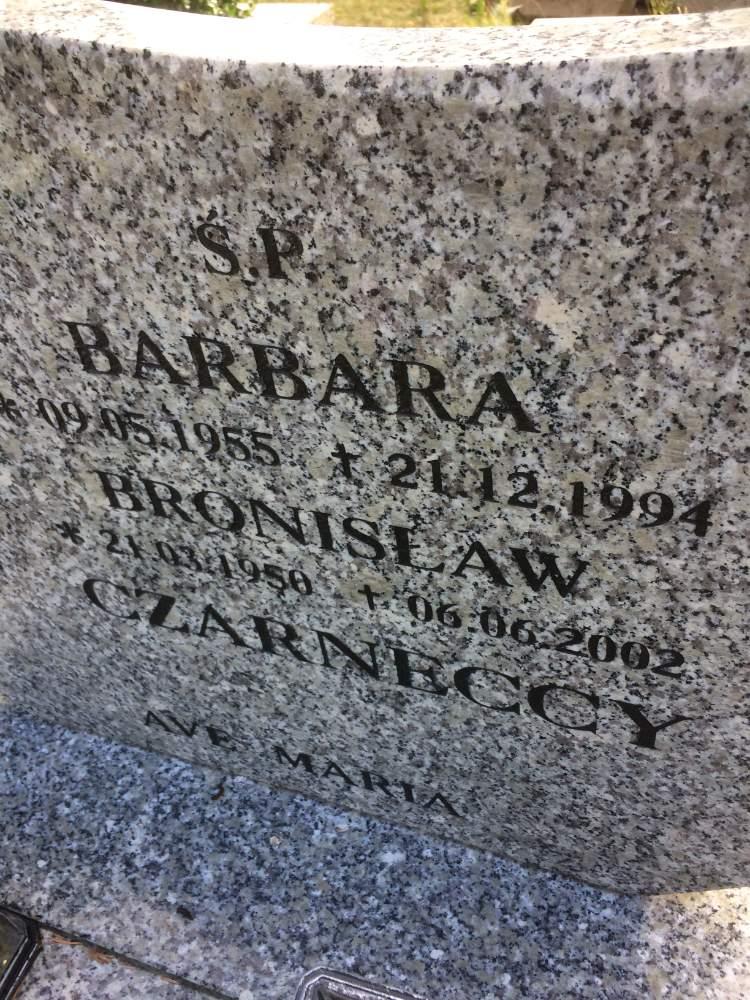 Ś.P
BARBARA
* 09.05.1955 † 21.12.1994
BRONISŁAW
* 21.03.1950 † 06.06.2002
CZARNECCY
AVE MARIA